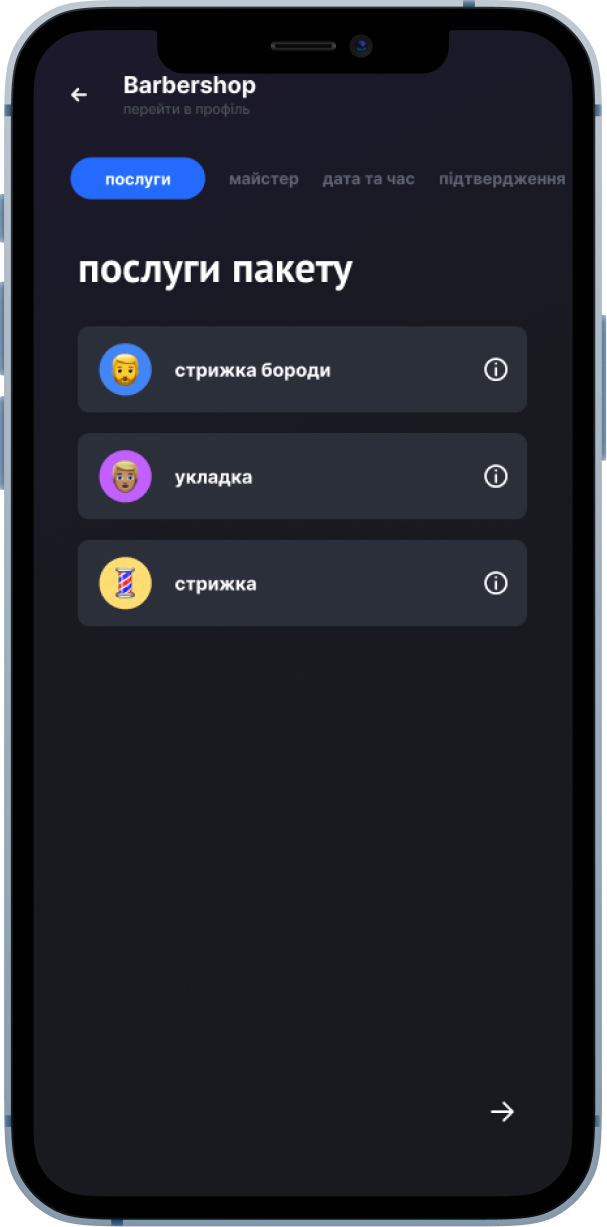 Barbershop
перейти в профіль
послуги майстер дата та час підтвердження
послуги пакету
стрижка бороди
укладка
стрижка